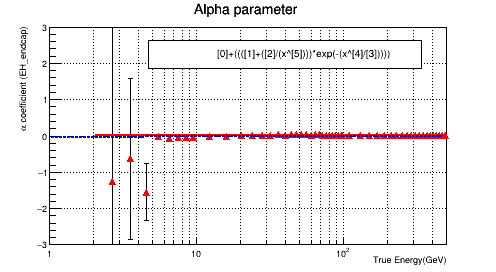 Alpha parameter
[0]+((([1]+([2]/(x^[5])))*exp(-(x^[4]/[3]))))
α coefficient (EH_endcap)
3
2
1
0
−1
−2
−3
1
10
10²
True Energy(GeV)